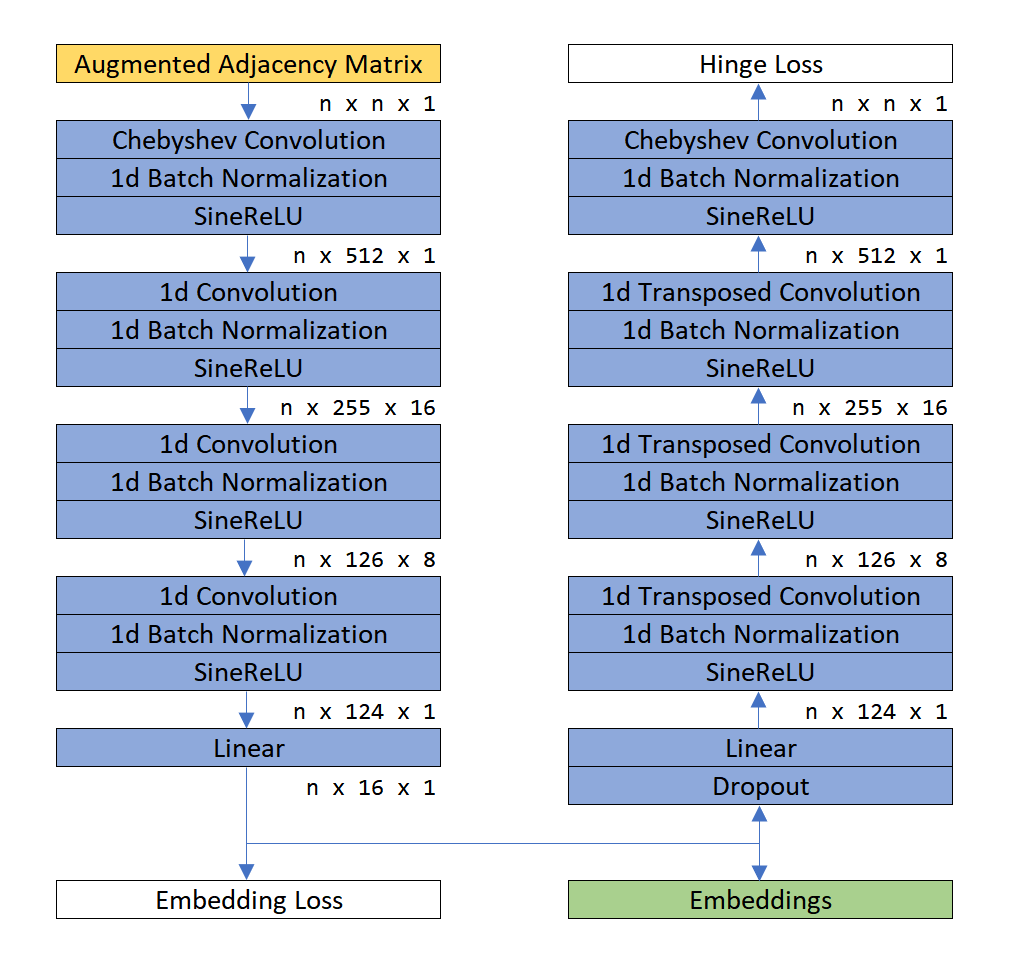 Augmented Adjacency Matrix
n x n x 1
Chebyshev Convolution
1d Batch Normalization
SineReLU
n x 512 x 1
1d Convolution
1d Batch Normalization
SineReLU
n x 255 x 16
1d Convolution
1d Batch Normalization
SineReLU
n x 126 x 8
1d Convolution
1d Batch Normalization
SineReLU
n x 124 x 1
Linear
n x 16 x 1
Embedding Loss
Hinge Loss
n x n x 1
Chebyshev Convolution
1d Batch Normalization
SineReLU
n x 512 x 1
1d Transposed Convolution
1d Batch Normalization
SineReLU
n x 255 x 16
1d Transposed Convolution
1d Batch Normalization
SineReLU
n x 126 x 8
1d Transposed Convolution
1d Batch Normalization
SineReLU
n x 124 x 1
Linear
Dropout
Embeddings